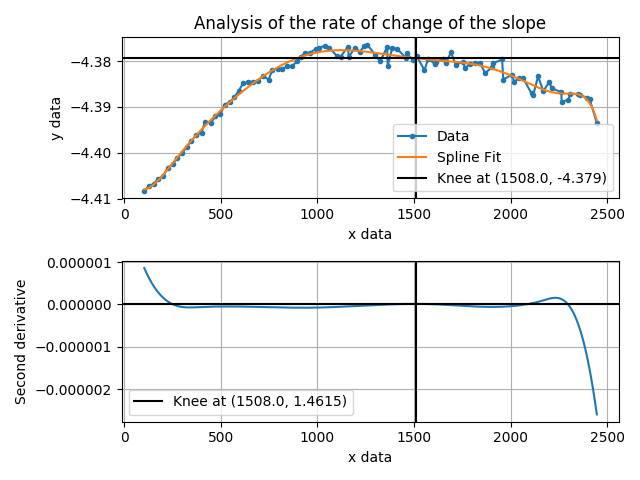 Analysis of the rate of change of the slope
−4.38
−4.39
−4.40
−4.41
y data
Data
Spline Fit
Knee at (1508.0, -4.379)
0
500
1000
1500
2000
2500
x data
0.000001
0.000000
−0.000001
−0.000002
Second derivative
Knee at (1508.0, 1.4615)
0
500
1000
1500
2000
2500
x data